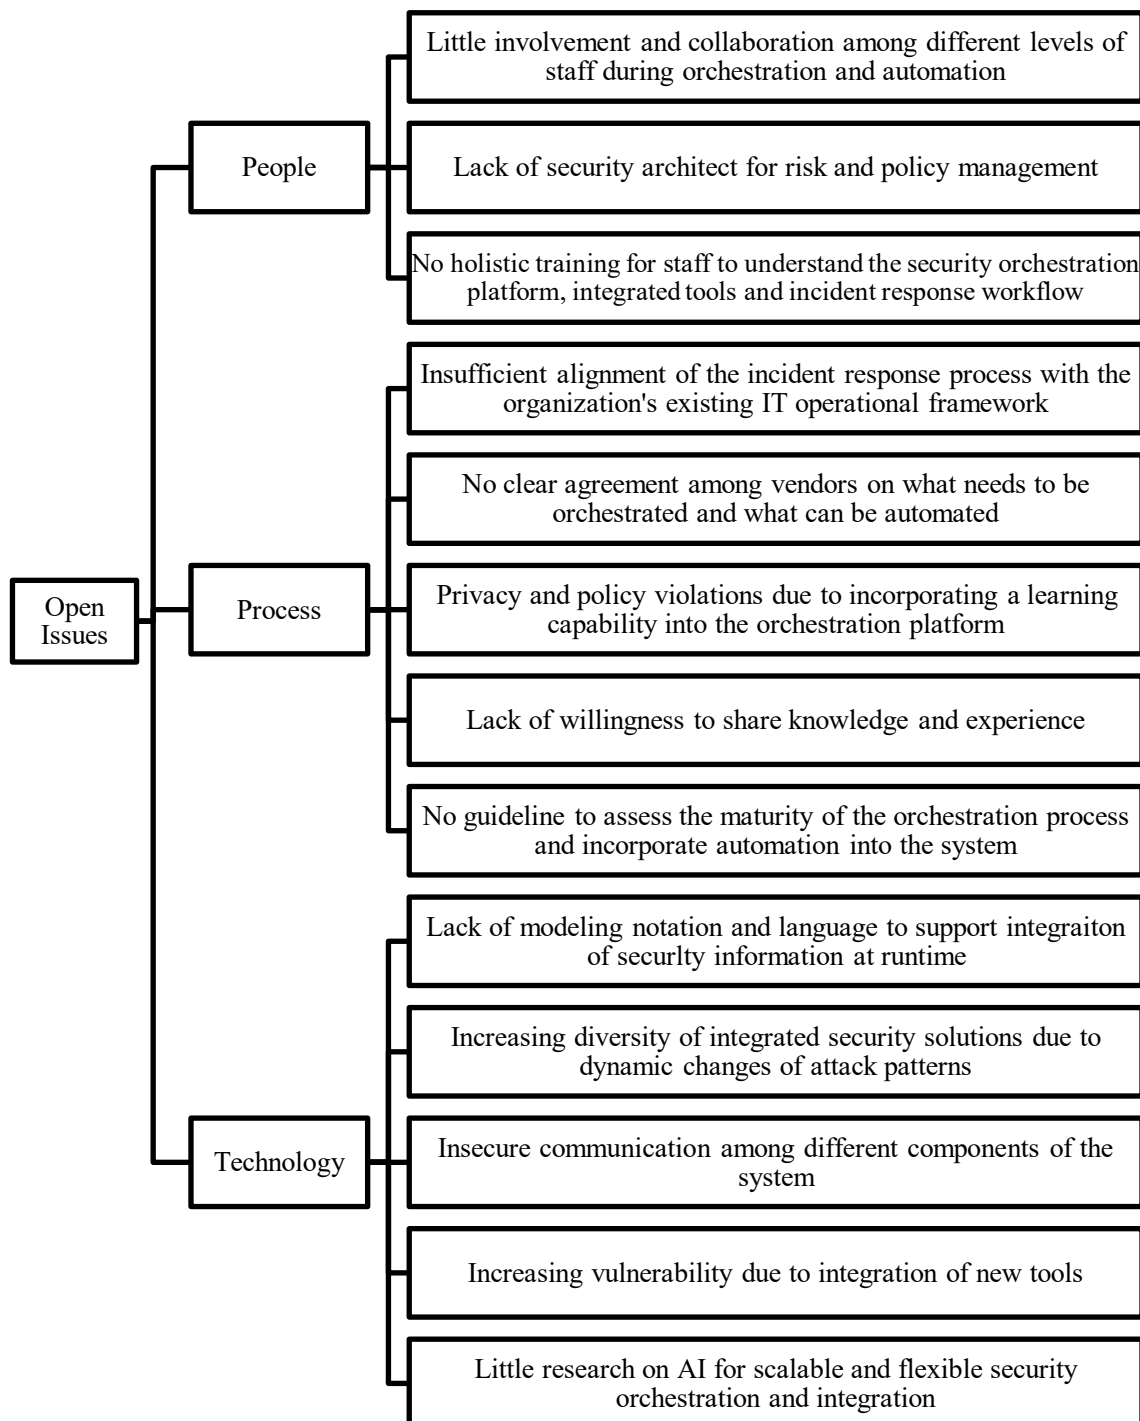 Open
Issues
People
Little involvement and collaboration among different levels of
staff during orchestration and automation
Lack of security architect for risk and policy management
No holistic training for staff to understand the security orchestration
platform, integrated tools and incident response workflow
Process
Insufficient alignment of the incident response process with the
organization's existing IT operational framework
No clear agreement among vendors on what needs to be
orchestrated and what can be automated
Privacy and policy violations due to incorporating a learning
capability into the orchestration platform
Lack of willingness to share knowledge and experience
No guideline to assess the maturity of the orchestration process
and incorporate automation into the system
Technology
Lack of modeling notation and language to support integraiton
of securlty information at runtime
Increasing diversity of integrated security solutions due to
dynamic changes of attack patterns
Insecure communication among different components of the
system
Increasing vulnerability due to integration of new tools
Little research on AI for scalable and flexible security
orchestration and integration